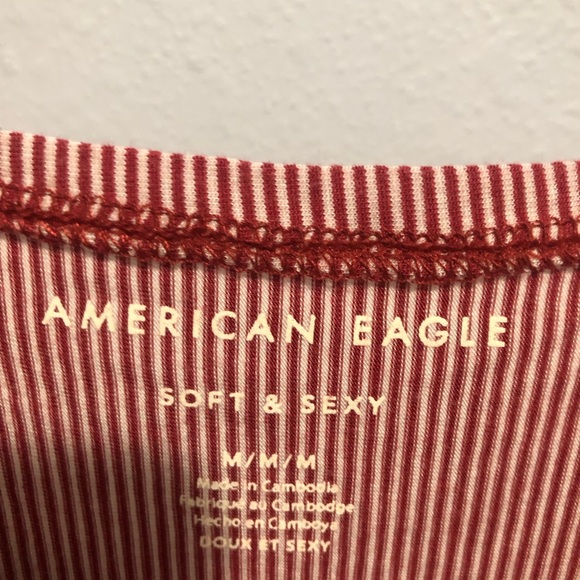 AMERICAN EAGLE
SOFT & SEXY
M/M/M
Made in Cambodia
Fabriqué au Cambodge
Hecho en Camboya
DOUX ET SEXY